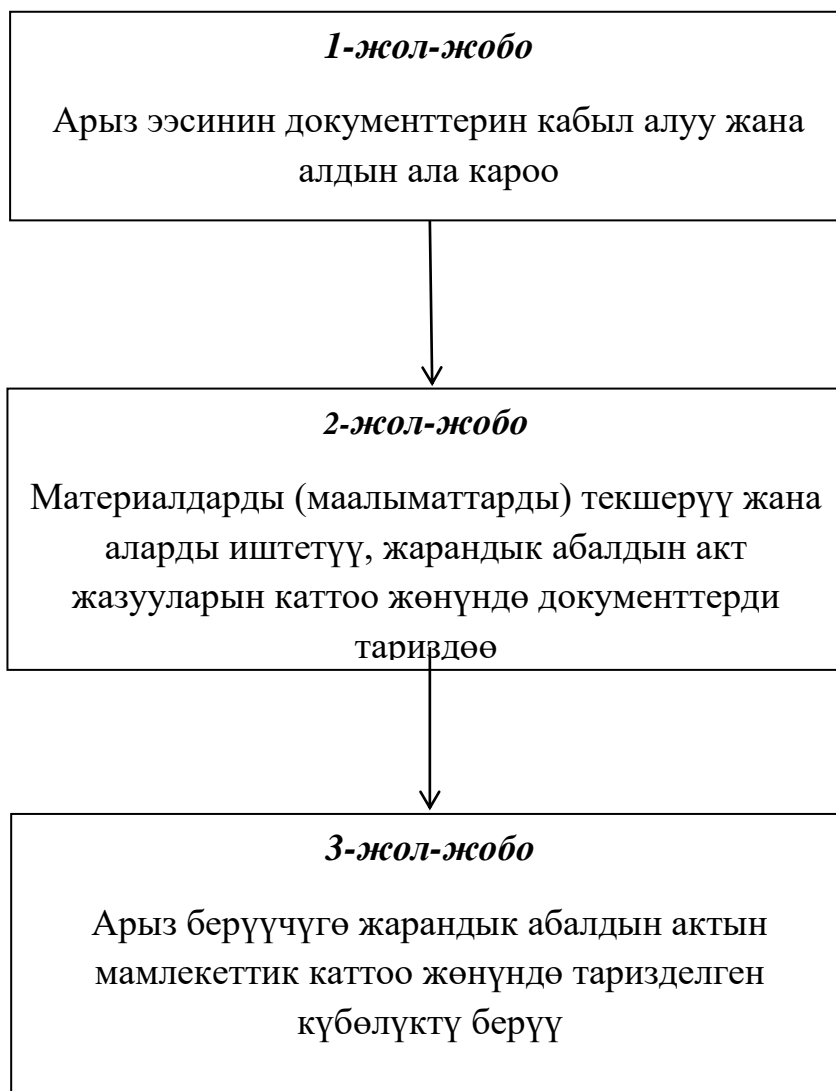 1-жол-жобо
Арыз ээсинин документтерин кабыл алуу жана
алдын ала кароо
2-жол-жобо
Материалдарды (маалыматтарды) текшерүү жана
аларды иштетүү, жарандык абалдын акт
жазууларын каттоо жөнүндө документтерди
тариздөө
3-жол-жобо
Арыз берүүчүгө жарандык абалдын актын
мамлекеттик каттоо жөнүндө таризделген
күбөлүктү берүү